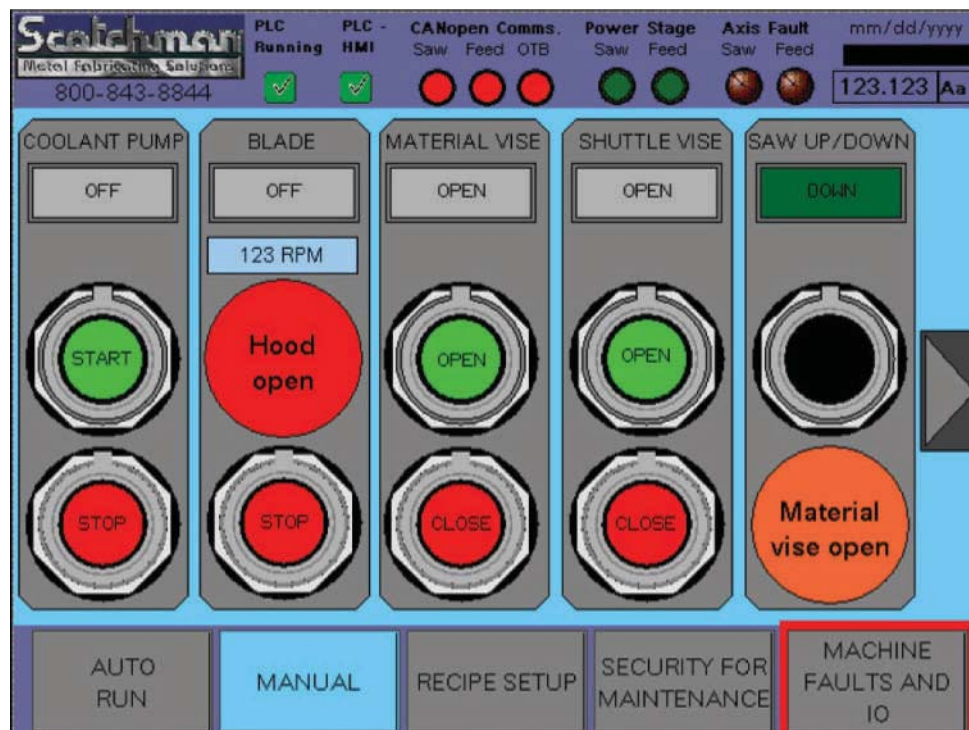 Scotchman
Metal Fabricating Solutions
800-843-8844
PLC
Running
PLC -
HMI
CANopen Comms.
Saw Feed OTB
Power Stage
Saw Feed
Axis Fault
Saw Feed
mm/dd/yyyy
123.123 Aa
COOLANT PUMP
OFF
START
STOP
BLADE
OFF
123 RPM
Hood
open
STOP
MATERIAL VISE
OPEN
OPEN
CLOSE
SHUTTLE VISE
OPEN
OPEN
CLOSE
SAW UP/DOWN
DOWN
Material
vise open
AUTO
RUN
MANUAL
RECIPE SETUP
SECURITY FOR
MAINTENANCE
MACHINE
FAULTS AND
IO